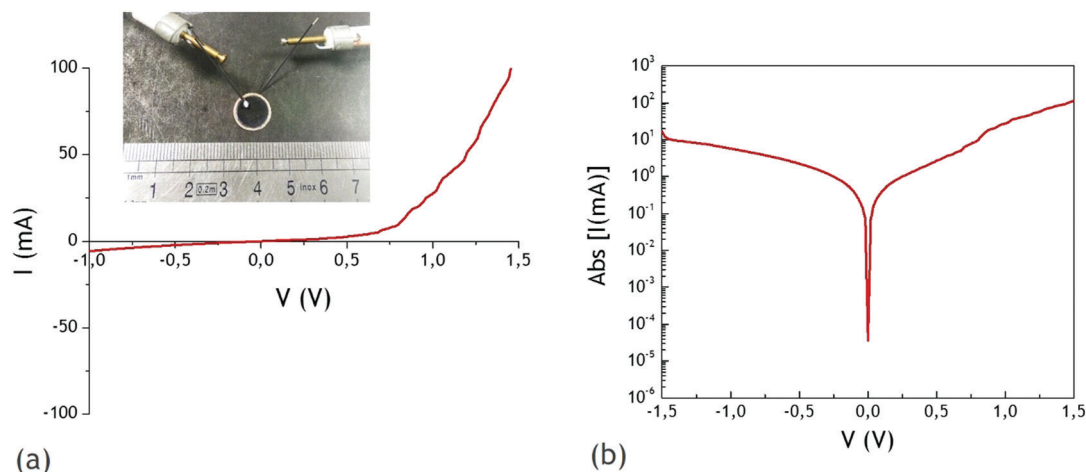 100
50
0
-50
-100
I (mA)
-1,0 -0,5 0,0 0,5 1,0 1,5
V (V)
1mm 1 2 0.2m 3 4 5 inox 6 7
(a)
10³
10²
10¹
10⁰
10⁻¹
10⁻²
10⁻³
10⁻⁴
10⁻⁵
10⁻⁶
Abs [I(mA)]
-1,5 -1,0 -0,5 0,0 0,5 1,0 1,5
V (V)
(b)